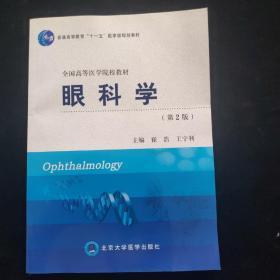 普通高等教育“十一五”国家级规划教材
全国高等医学院校教材
眼科学
（第2版）
主编 崔浩 王宁利
Ophthalmology
北京大学医学出版社